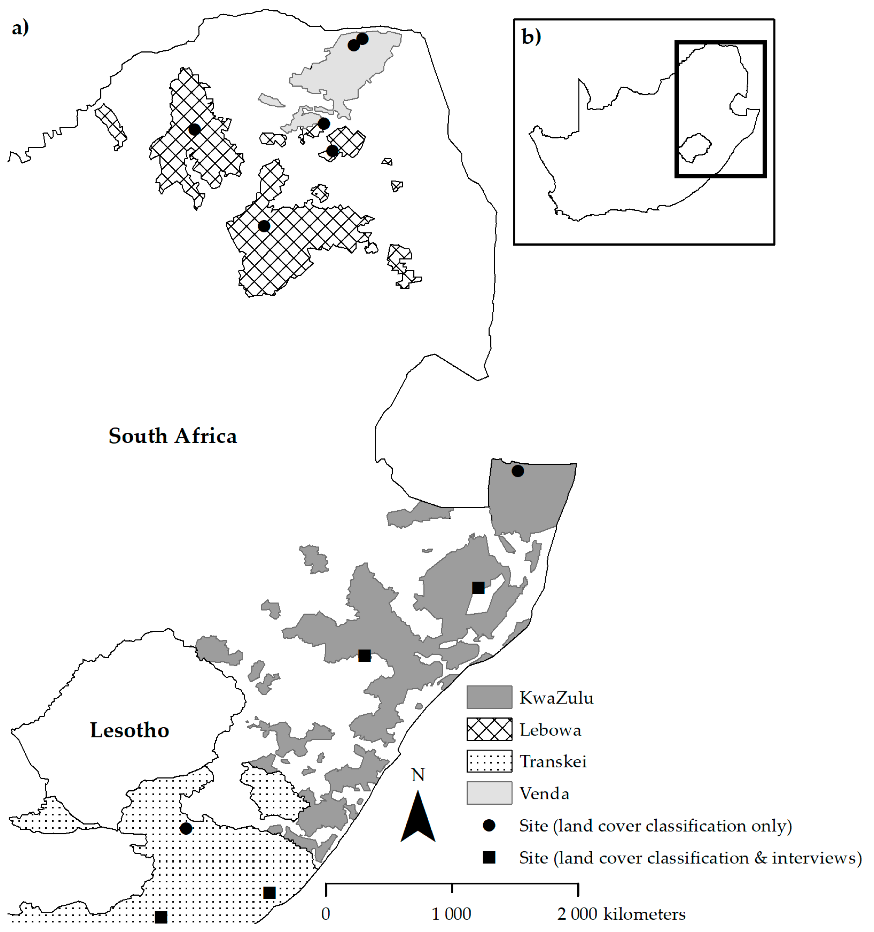 a)
b)
South Africa
Lesotho
KwaZulu
Lebowa
Transkei
Venda
N
Site (land cover classification only)
Site (land cover classification & interviews)
0 1 000 2 000 kilometers